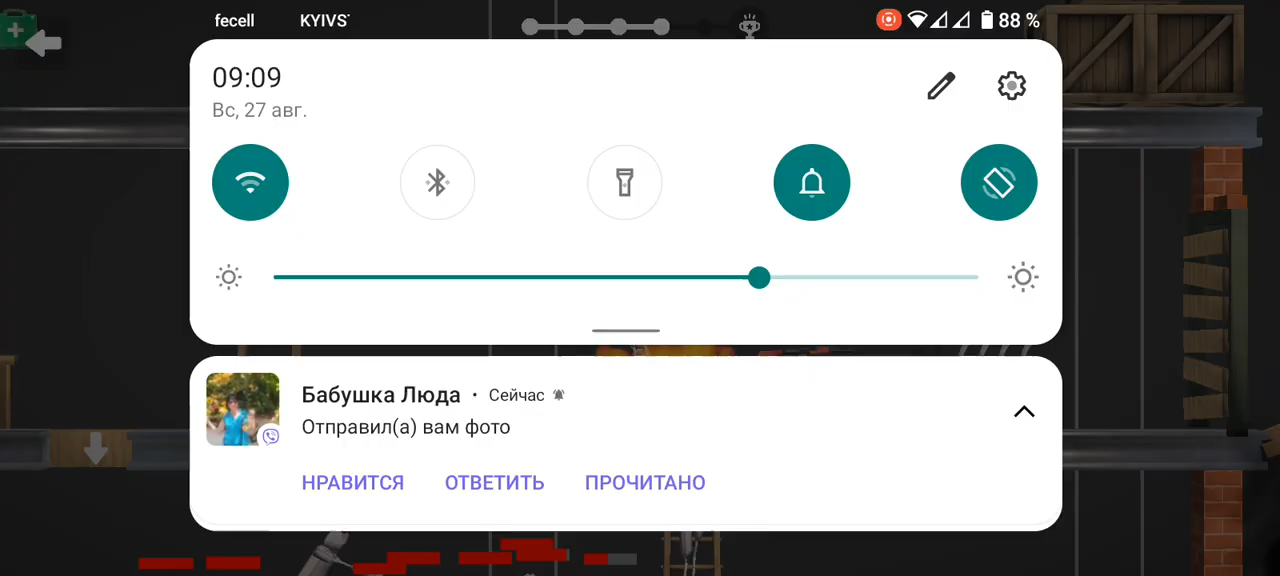 fecell KYIVS 88 %
09:09
Вс, 27 авг.
Бабушка Люда · Сейчас
Отправил(а) вам фото
НРАВИТСЯ ОТВЕТИТЬ ПРОЧИТАНО